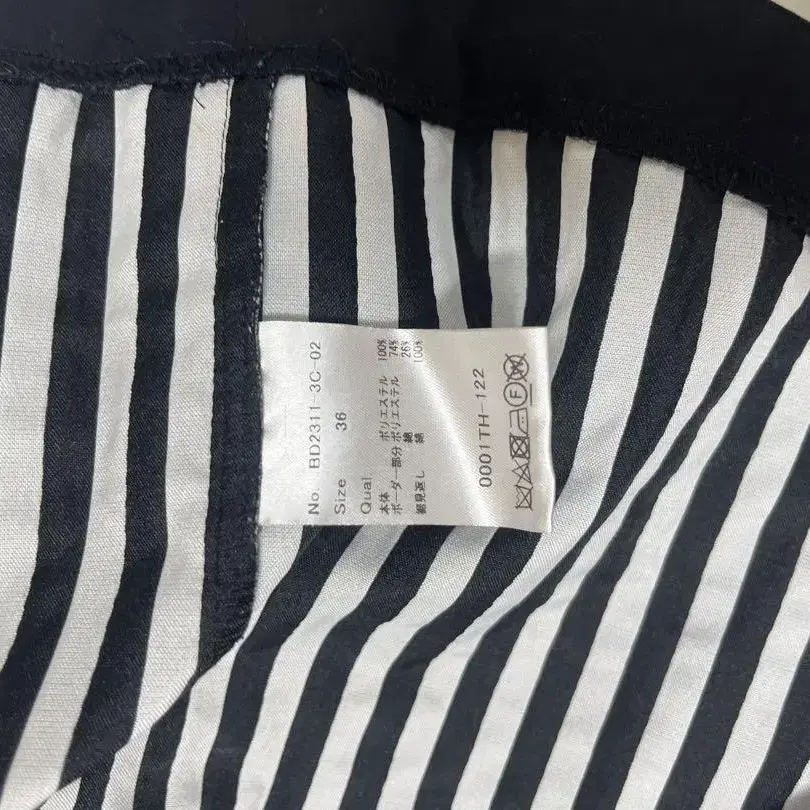 No. BD2311-3C-02
Size 36
Qual
本体 ポリエステル 100%
ボーダー部分 ポリエステル 74%
綿 26%
裾見返し 綿 100%
0001TH-122
F